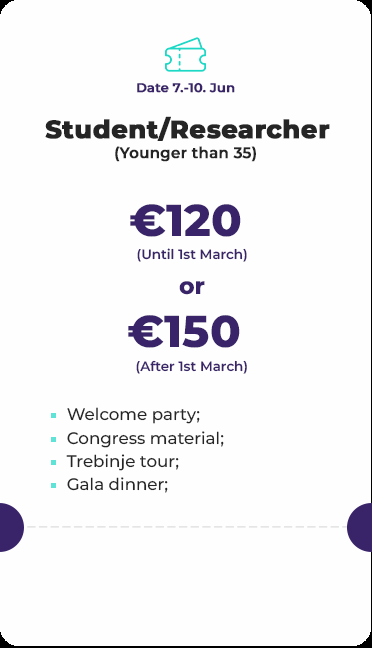 Date 7.-10. Jun
Student/Researcher
(Younger than 35)
€120
(Until 1st March)
or
€150
(After 1st March)
Welcome party;
Congress material;
Trebinje tour;
Gala dinner;